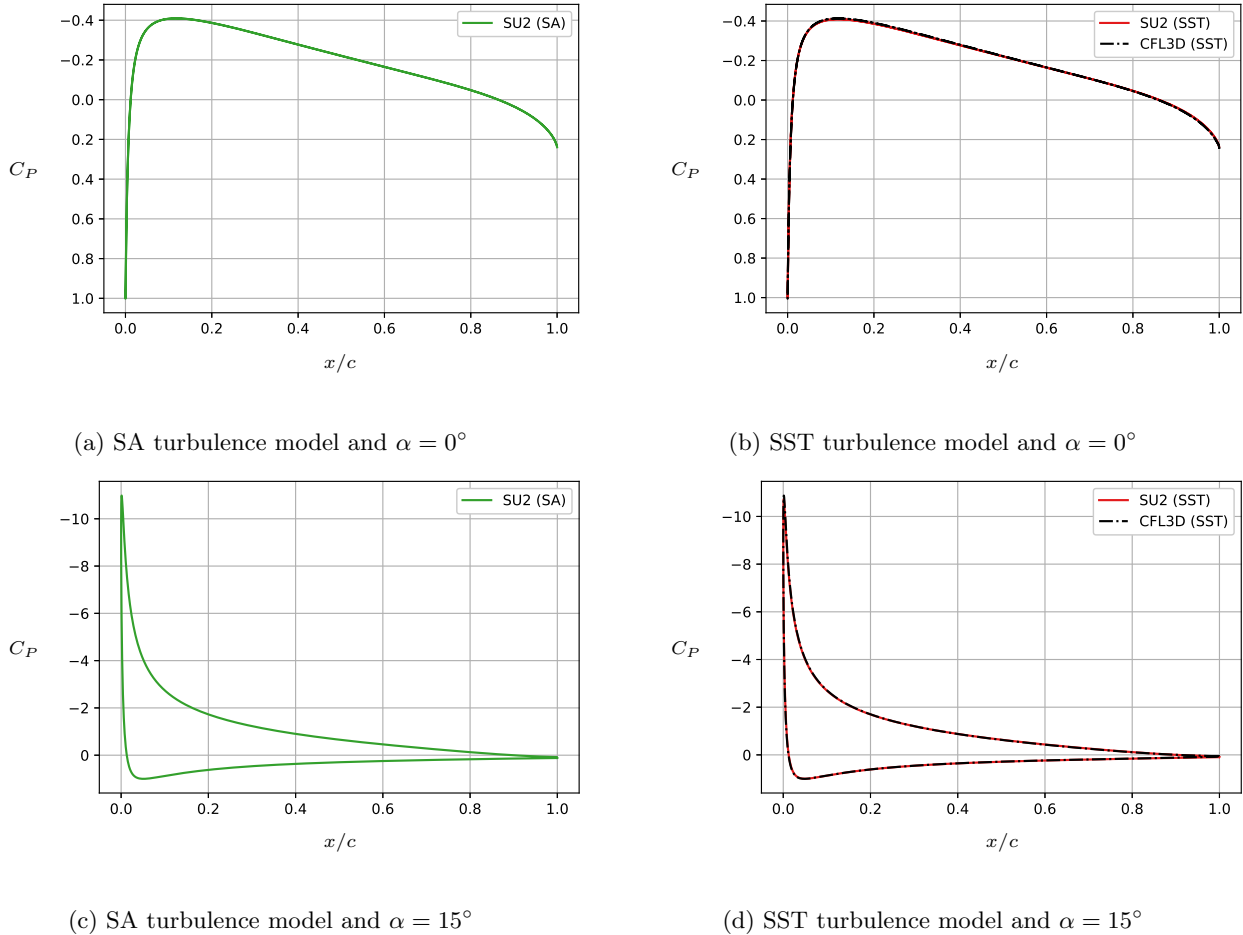 −0.4
−0.2
0.0
0.2
0.4
0.6
0.8
1.0
C_P
SU2 (SA)
0.0 0.2 0.4 0.6 0.8 1.0
x/c
(a) SA turbulence model and α = 0°
−0.4
−0.2
0.0
0.2
0.4
0.6
0.8
1.0
C_P
SU2 (SST)
CFL3D (SST)
0.0 0.2 0.4 0.6 0.8 1.0
x/c
(b) SST turbulence model and α = 0°
−10
−8
−6
−4
−2
0
C_P
SU2 (SA)
0.0 0.2 0.4 0.6 0.8 1.0
x/c
(c) SA turbulence model and α = 15°
−10
−8
−6
−4
−2
0
C_P
SU2 (SST)
CFL3D (SST)
0.0 0.2 0.4 0.6 0.8 1.0
x/c
(d) SST turbulence model and α = 15°